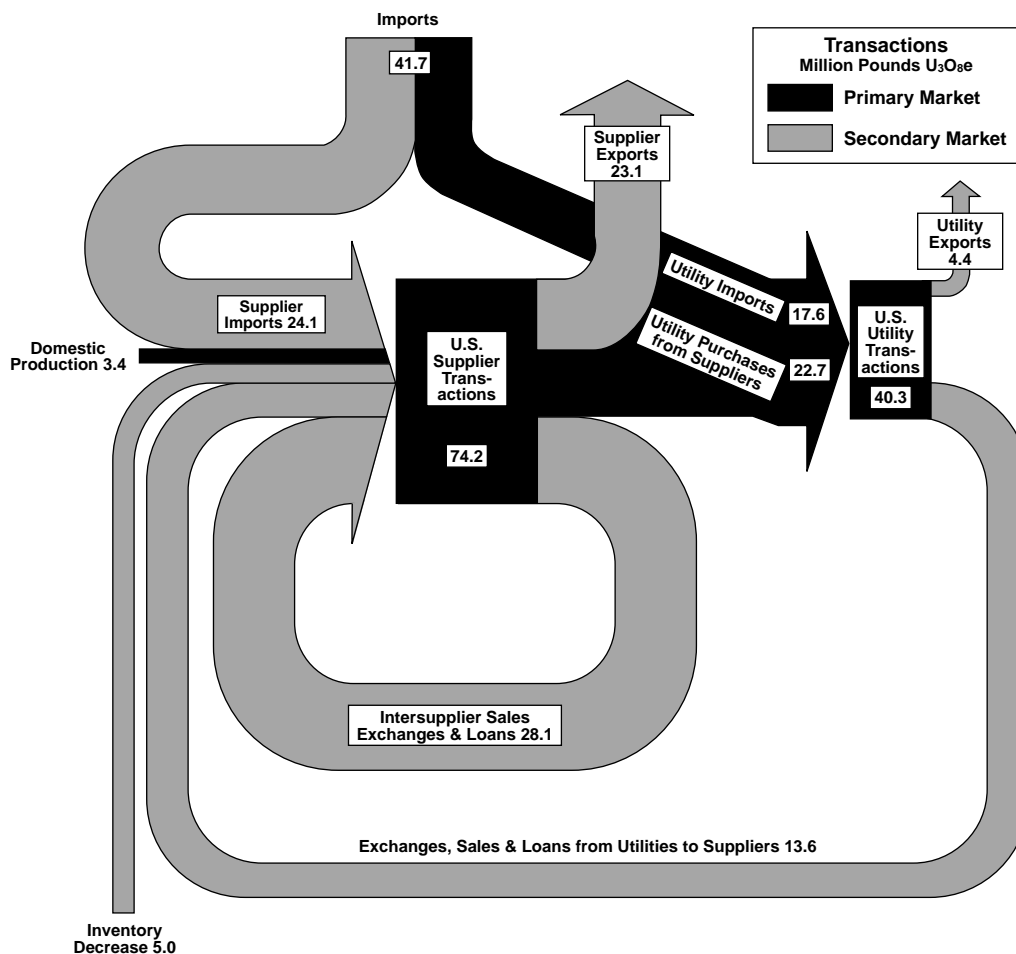 Imports
41.7
Transactions
Million Pounds U₃O₈e
Primary Market
Secondary Market
Supplier
Exports
23.1
Utility
Exports
4.4
Utility Imports
17.6
Supplier
Imports 24.1
U.S.
Supplier
Trans-
actions
74.2
Utility Purchases
from Suppliers
22.7
U.S.
Utility
Trans-
actions
40.3
Domestic
Production 3.4
Intersupplier Sales
Exchanges & Loans 28.1
Exchanges, Sales & Loans from Utilities to Suppliers 13.6
Inventory
Decrease 5.0